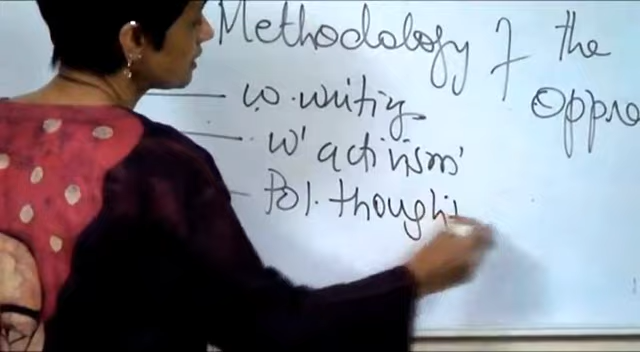 Methodology of the
Oppre
w. writing
w' activism'
Pol. thought